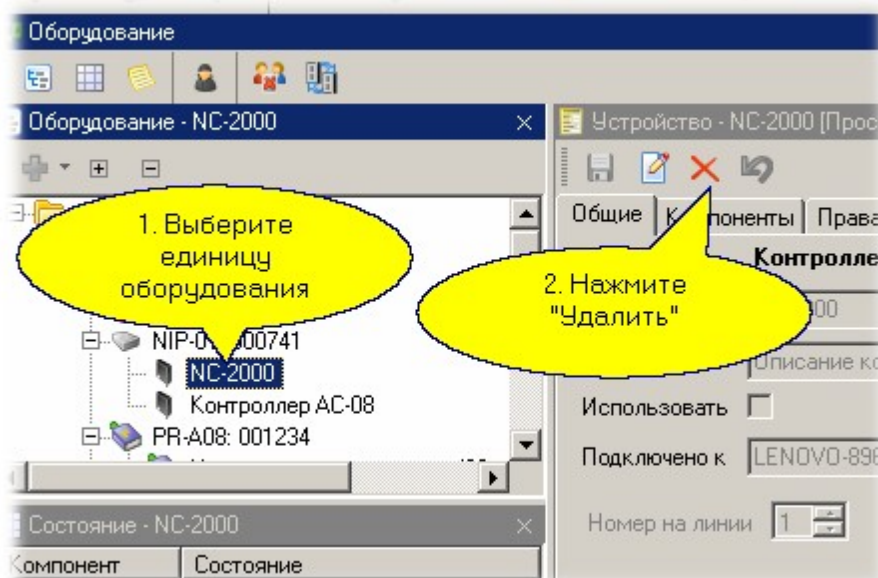 Оборудование
Оборудование - NC-2000
Устройство - NC-2000 [Прос
1. Выберите
единицу
оборудования
Общие
Права
2. Нажмите
"Удалить"
NC-2000
Контроллер AC-08
PR-A08: 001234
Использовать
Подключено к
LENOVO-896
Номер на линии
1
Состояние - NC-2000
Компонент
Состояние